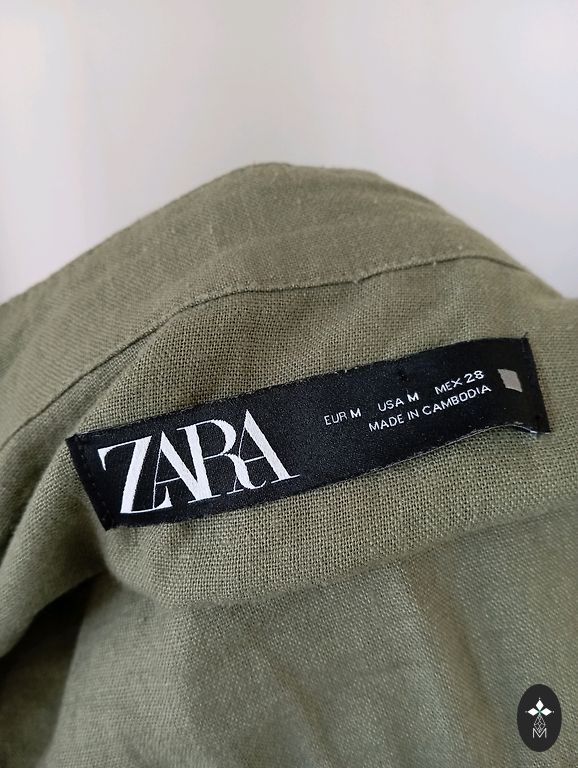 ZARA
EUR M USA M MEX 28
MADE IN CAMBODIA
M